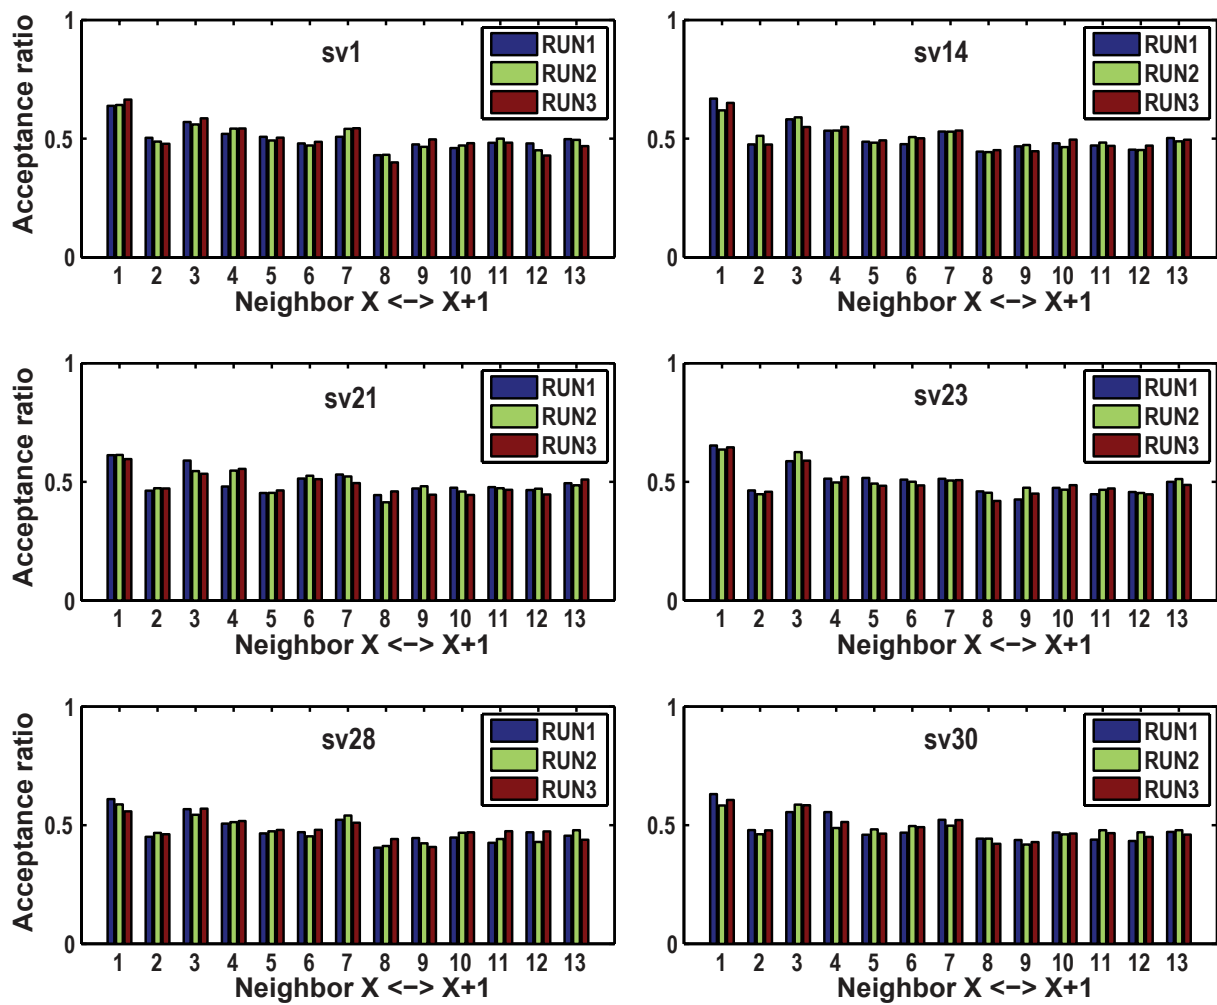 Acceptance ratio
1
0.5
0
sv1
RUN1
RUN2
RUN3
1 2 3 4 5 6 7 8 9 10 11 12 13
Neighbor X <-> X+1
1
0.5
0
sv14
RUN1
RUN2
RUN3
1 2 3 4 5 6 7 8 9 10 11 12 13
Neighbor X <-> X+1
Acceptance ratio
1
0.5
0
sv21
RUN1
RUN2
RUN3
1 2 3 4 5 6 7 8 9 10 11 12 13
Neighbor X <-> X+1
1
0.5
0
sv23
RUN1
RUN2
RUN3
1 2 3 4 5 6 7 8 9 10 11 12 13
Neighbor X <-> X+1
Acceptance ratio
1
0.5
0
sv28
RUN1
RUN2
RUN3
1 2 3 4 5 6 7 8 9 10 11 12 13
Neighbor X <-> X+1
1
0.5
0
sv30
RUN1
RUN2
RUN3
1 2 3 4 5 6 7 8 9 10 11 12 13
Neighbor X <-> X+1